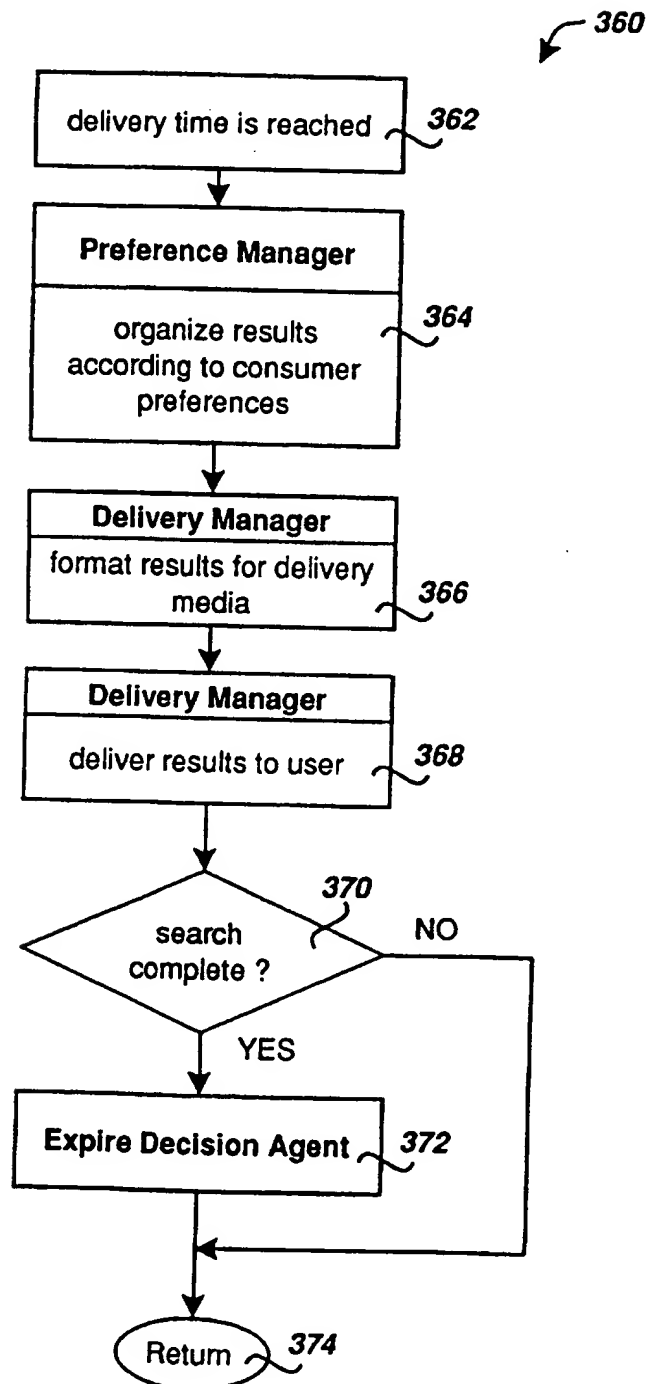 360
delivery time is reached
362
Preference Manager
organize results
according to consumer
preferences
364
Delivery Manager
format results for delivery
media
366
Delivery Manager
deliver results to user
368
370
search
complete ?
NO
YES
Expire Decision Agent
372
Return
374